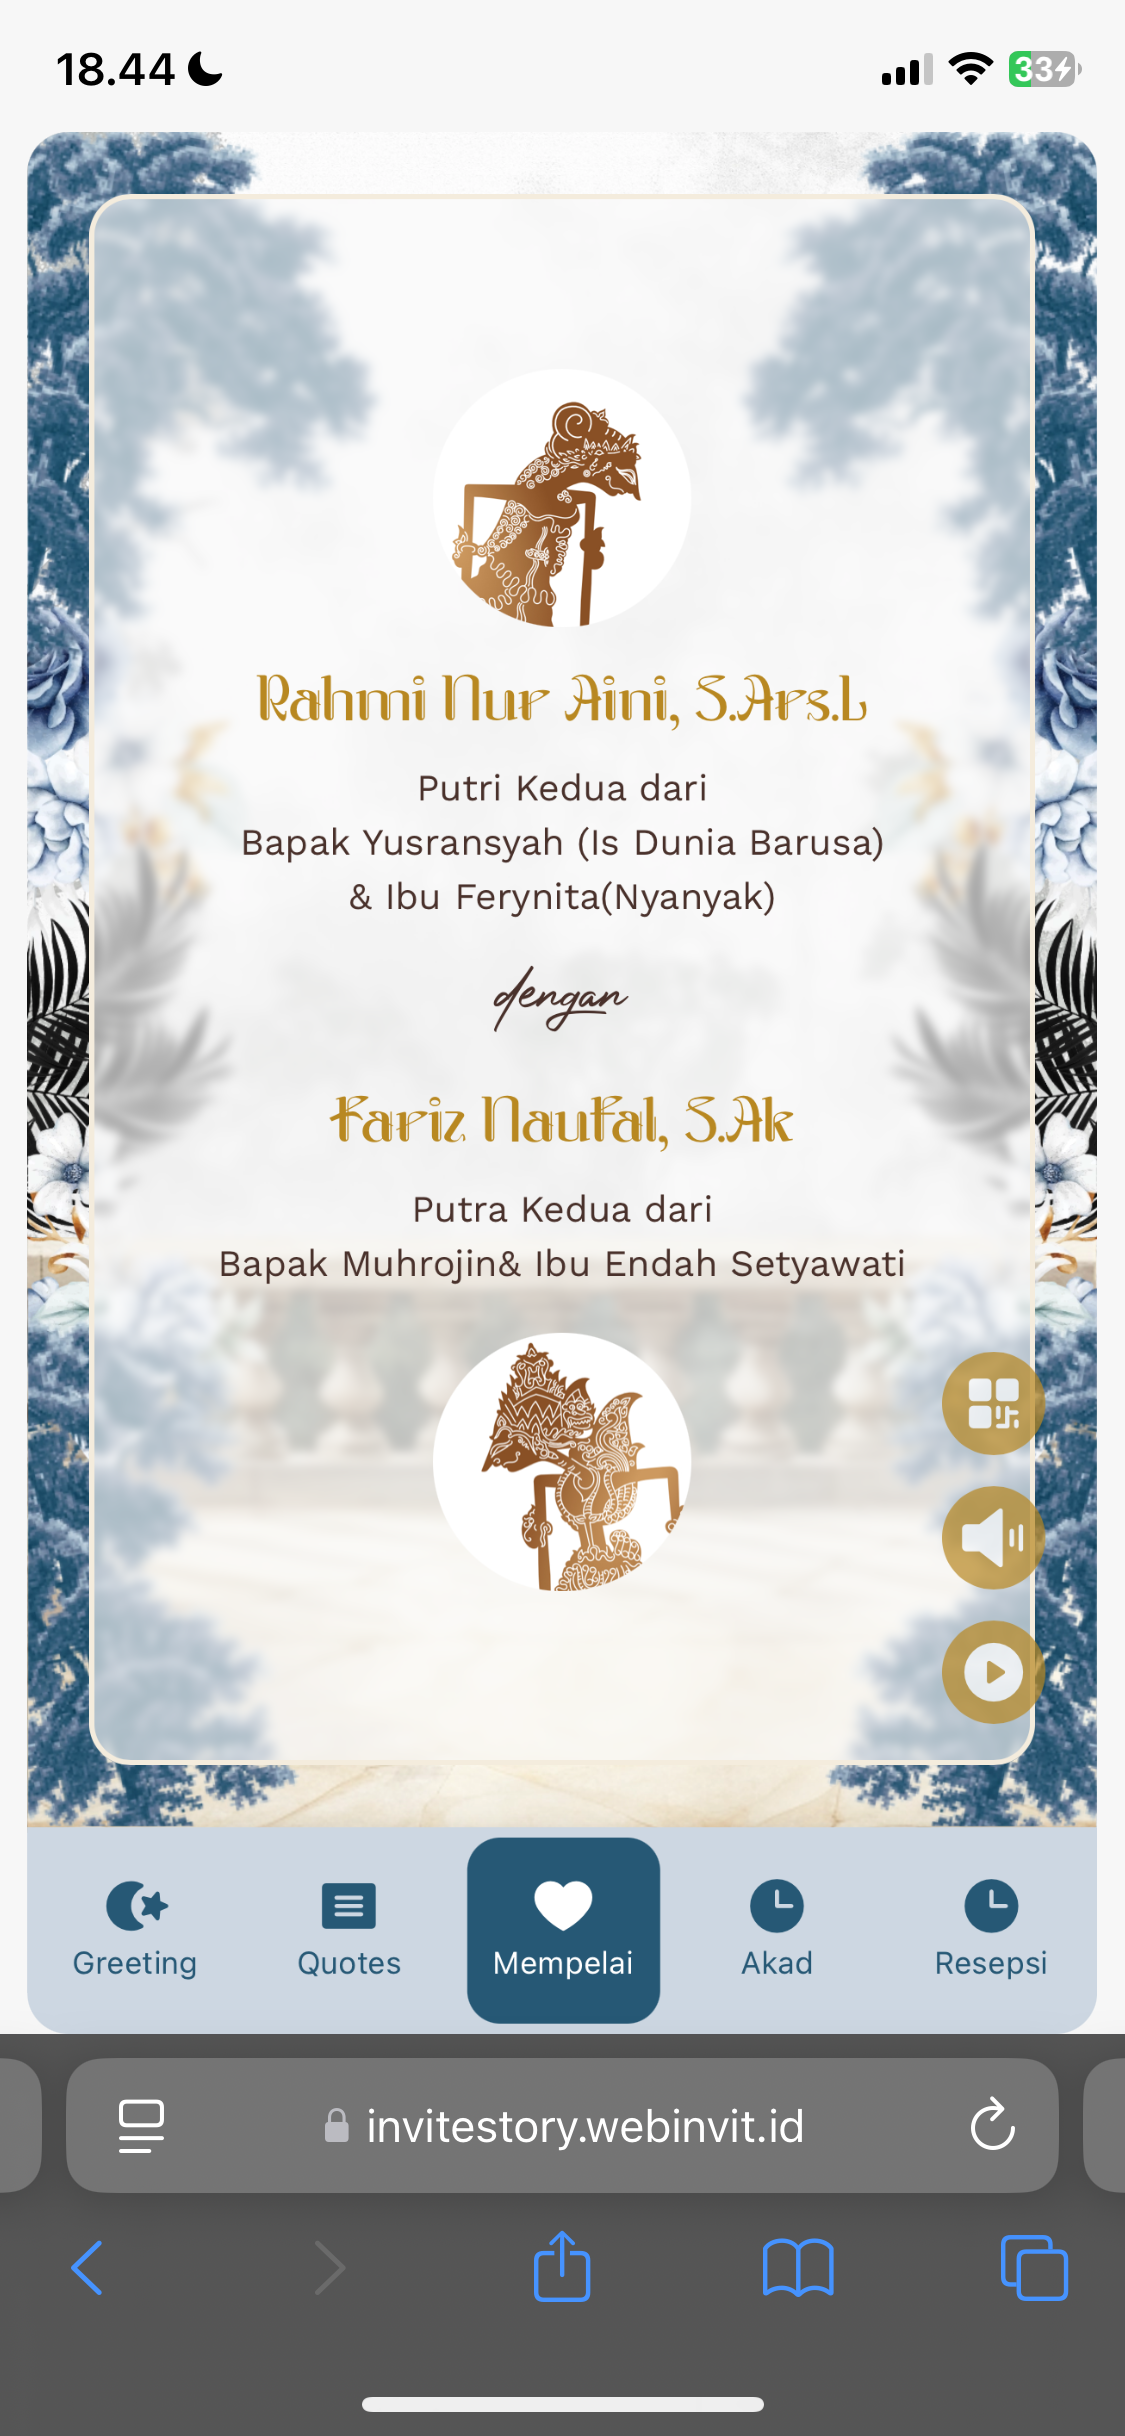 18.44
33
Rahmi Nur Aini, S.Ars.L
Putri Kedua dari
Bapak Yusransyah (Is Dunia Barusa)
& Ibu Ferynita(Nyanyak)
dengan
Fariz Naufal, S.Ak
Putra Kedua dari
Bapak Muhrojin& Ibu Endah Setyawati
Greeting
Quotes
Mempelai
Akad
Resepsi
invitestory.webinvit.id